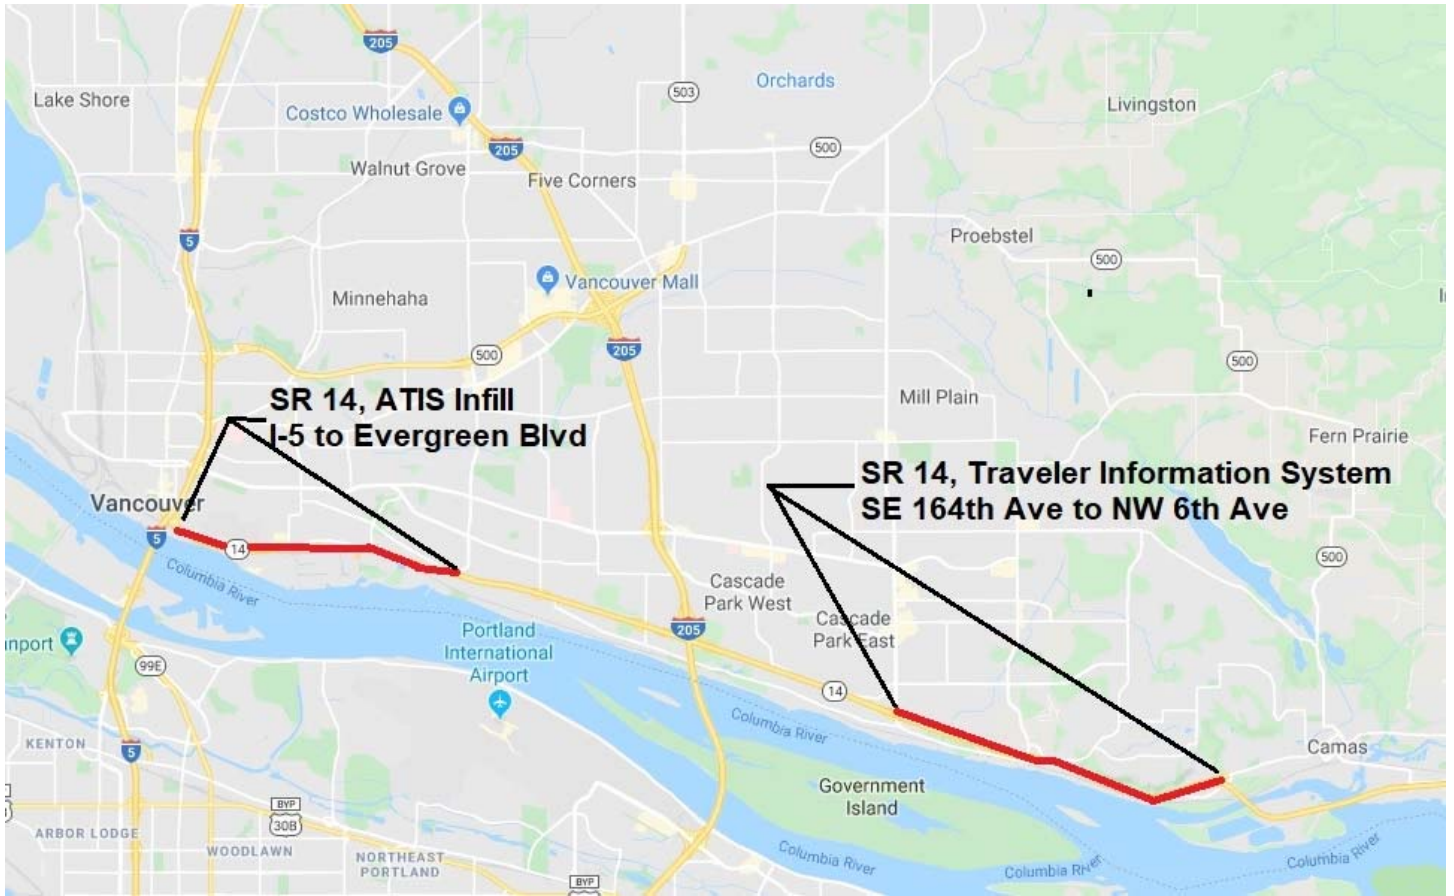 205
Lake Shore
Costco Wholesale
503
Orchards
Livingston
205
500
Walnut Grove
Five Corners
5
Proebstel
500
Vancouver Mall
Minnehaha
205
500
500
SR 14, ATIS Infill
I-5 to Evergreen Blvd
Mill Plain
Fern Prairie
SR 14, Traveler Information System
SE 164th Ave to NW 6th Ave
Vancouver
5
14
500
Columbia River
Cascade
Park West
Cascade
Park East
205
Portland
International
Airport
99E
14
Columbia River
KENTON
5
Camas
Government
Island
BYP
30B
ARBOR LODGE
WOODLAWN
NORTHEAST
PORTLAND
Columbia River
Columbia River
Columbia River
BYP